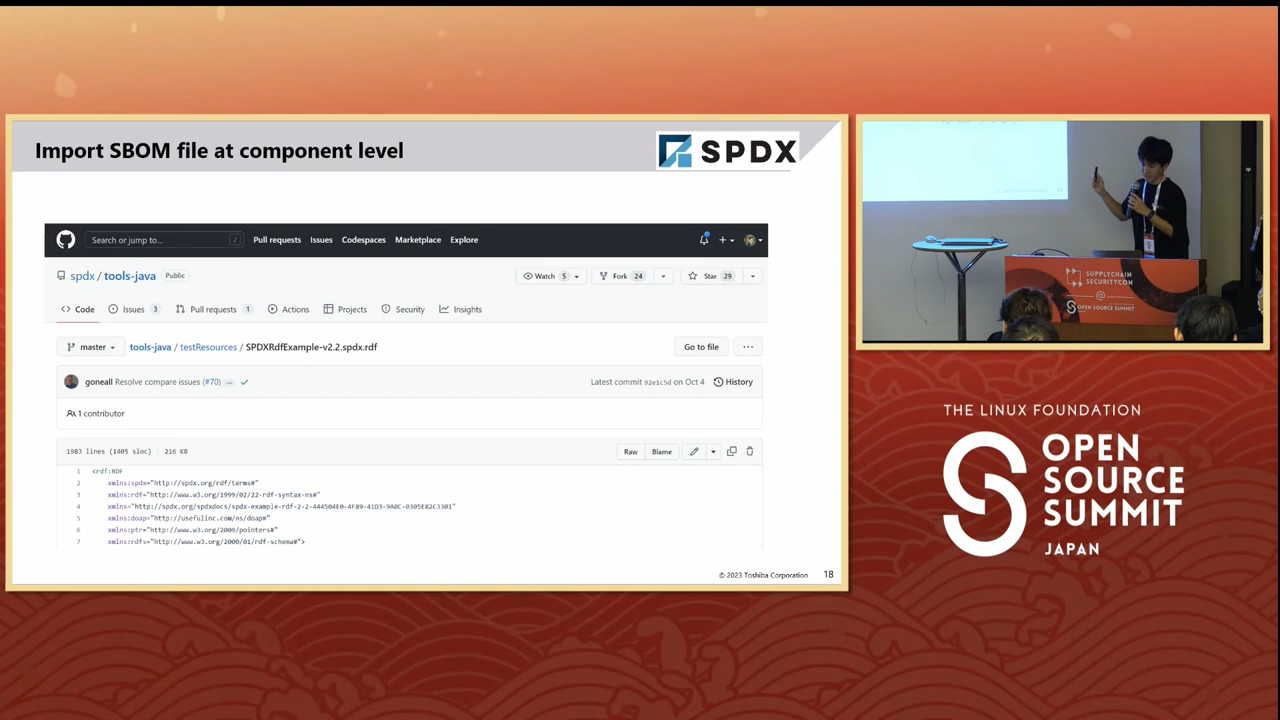 Import SBOM file at component level
SPDX
Search or jump to... /
Pull requests Issues Codespaces Marketplace Explore
spdx / tools-java Public
Watch 5 Fork 24 Star 29
Code Issues 3 Pull requests 1 Actions Projects Security Insights
master tools-java / testResources / SPDXRdfExample-v2.2.spdx.rdf Go to file ...
goneall Resolve compare issues (#70) ... Latest commit 92e1c5d on Oct 4 History
1 contributor
1983 lines (1405 sloc) 216 KB Raw Blame
1 <rdf:RDF
2 xmlns:spdx="http://spdx.org/rdf/terms#"
3 xmlns:rdf="http://www.w3.org/1999/02/22-rdf-syntax-ns#"
4 xmlns="http://spdx.org/spdxdocs/spdx-example-rdf-2-2-444504E0-4F89-41D3-9A0C-0305E82C3301"
5 xmlns:doap="http://usefulinc.com/ns/doap#"
6 xmlns:ptr="http://www.w3.org/2009/pointers#"
7 xmlns:rdfs="http://www.w3.org/2000/01/rdf-schema#">
© 2023 Toshiba Corporation 18
SUPPLYCHAIN
SECURITYCON
@
OPEN SOURCE SUMMIT
THE LINUX FOUNDATION
OPEN
SOURCE
SUMMIT
JAPAN